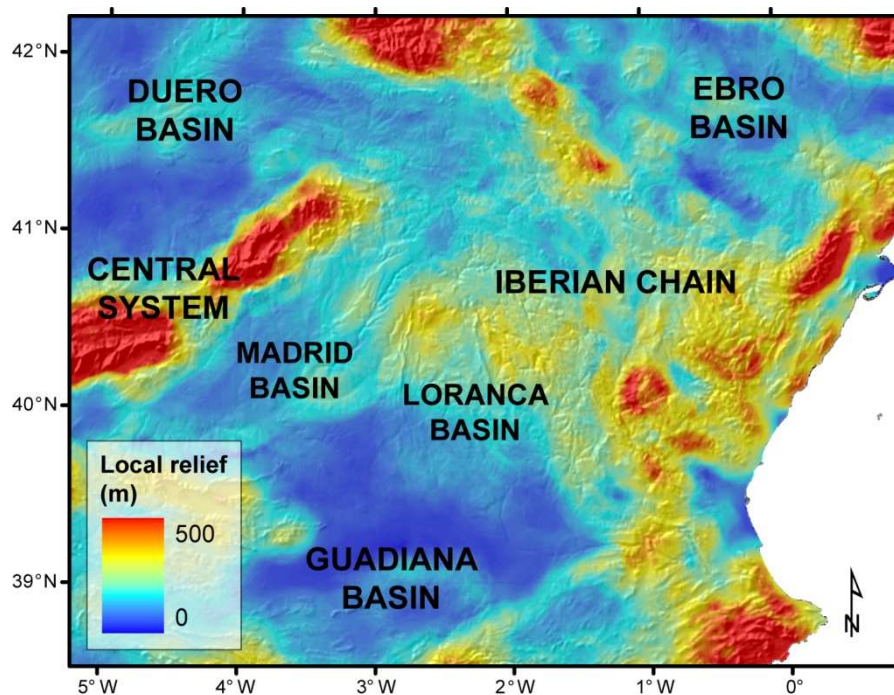 42°N
DUERO
BASIN
EBRO
BASIN
41°N
CENTRAL
SYSTEM
IBERIAN CHAIN
MADRID
BASIN
LORANCA
BASIN
40°N
Local relief
(m)
500
0
GUADIANA
BASIN
39°N
N
5°W
4°W
3°W
2°W
1°W
0°